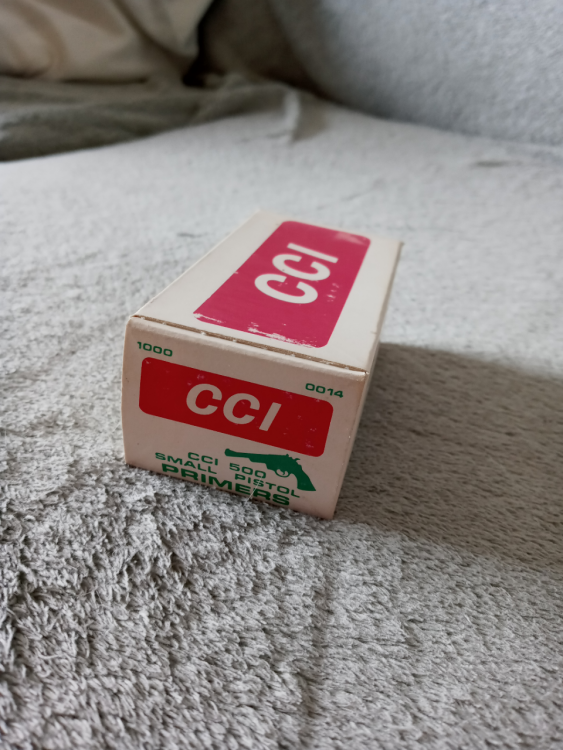 CCI
1000 0014
CCI
CCI 500
SMALL PISTOL
PRIMERS